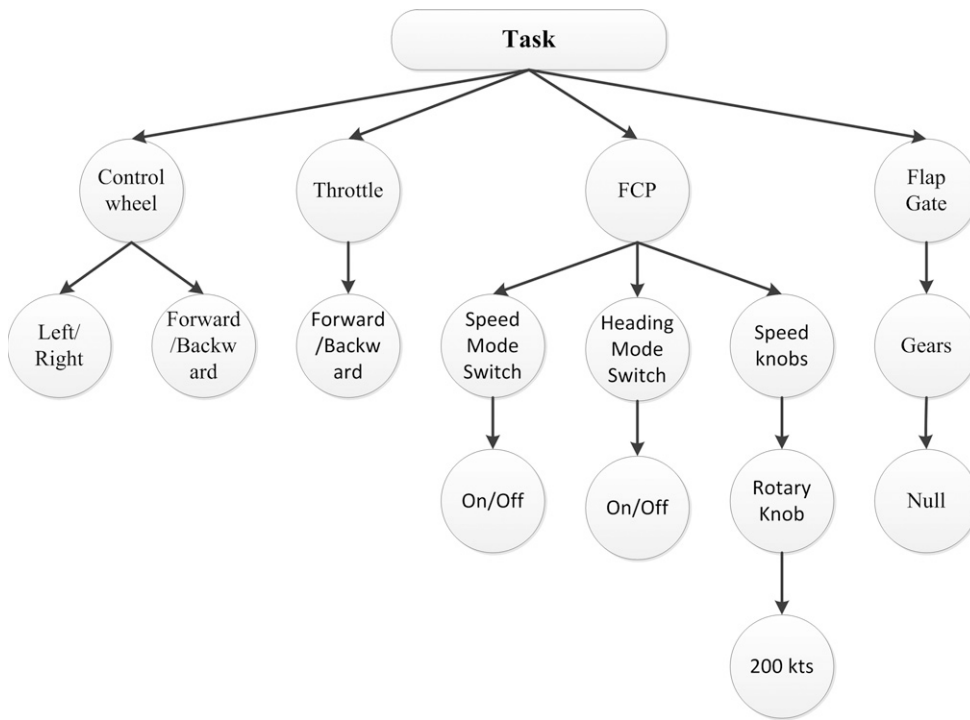 Task
Control
wheel
Throttle
FCP
Flap
Gate
Left/
Right
Forward
/Backw
ard
Forward
/Backw
ard
Speed
Mode
Switch
Heading
Mode
Switch
Speed
knobs
Gears
On/Off
On/Off
Rotary
Knob
Null
200 kts